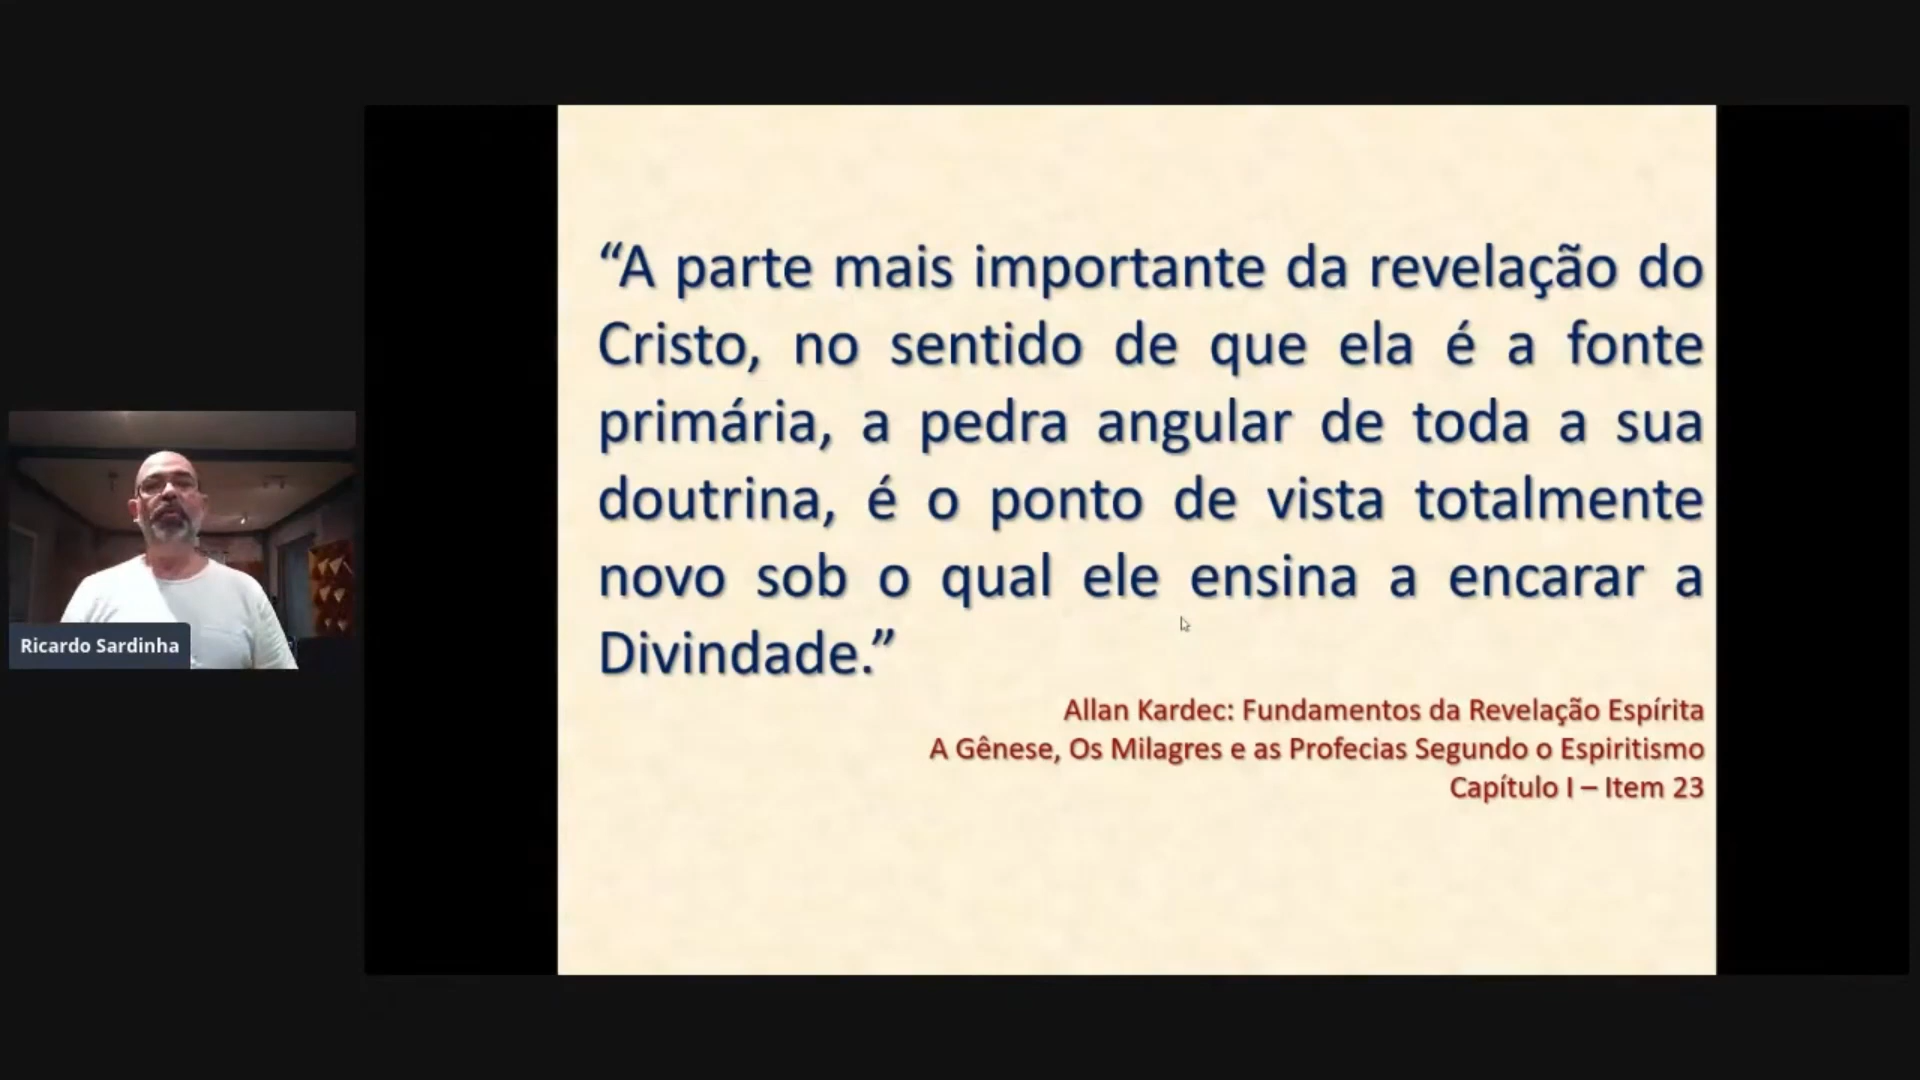 “A parte mais importante da revelação do
Cristo, no sentido de que ela é a fonte
primária, a pedra angular de toda a sua
doutrina, é o ponto de vista totalmente
novo sob o qual ele ensina a encarar a
Divindade.”
Allan Kardec: Fundamentos da Revelação Espírita
A Gênese, Os Milagres e as Profecias Segundo o Espiritismo
Capítulo I – Item 23
Ricardo Sardinha